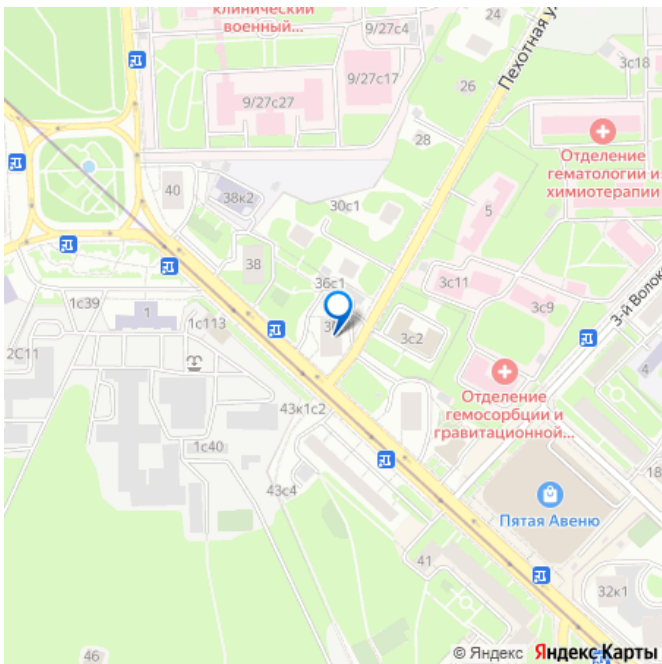 клинический
военный...
24
9/27с4
9/27с17
Пехотная
26
3с18
9/27с27
28
Отделение
гематологии и
химиотерапии
40
38к2
30с1
5
38
36с1
3с11
3с9
1с39
1
1с113
3с2
2С11
4
Отделение
гемосорбции и
гравитационной...
43к1с2
1с40
43с4
Пятая Авеню
18
41
32к1
46
© Яндекс Яндекс Карты